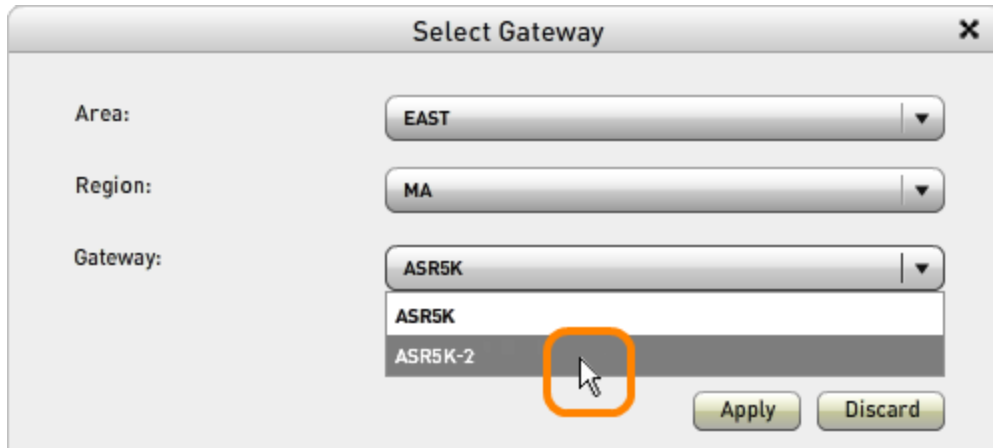 Select Gateway
Area: EAST
Region: MA
Gateway: ASR5K
ASR5K
ASR5K-2
Apply Discard